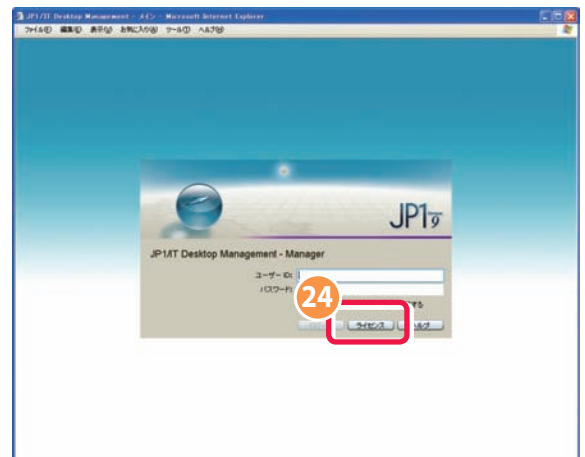 JP1/IT Desktop Management - メイン - Microsoft Internet Explorer
ファイル(F) 編集(E) 表示(V) お気に入り(A) ツール(T) ヘルプ(H)
JP1 9
JP1/IT Desktop Management - Manager
ユーザーID:
パスワード:
24
する
ライセンス
ヘルプ